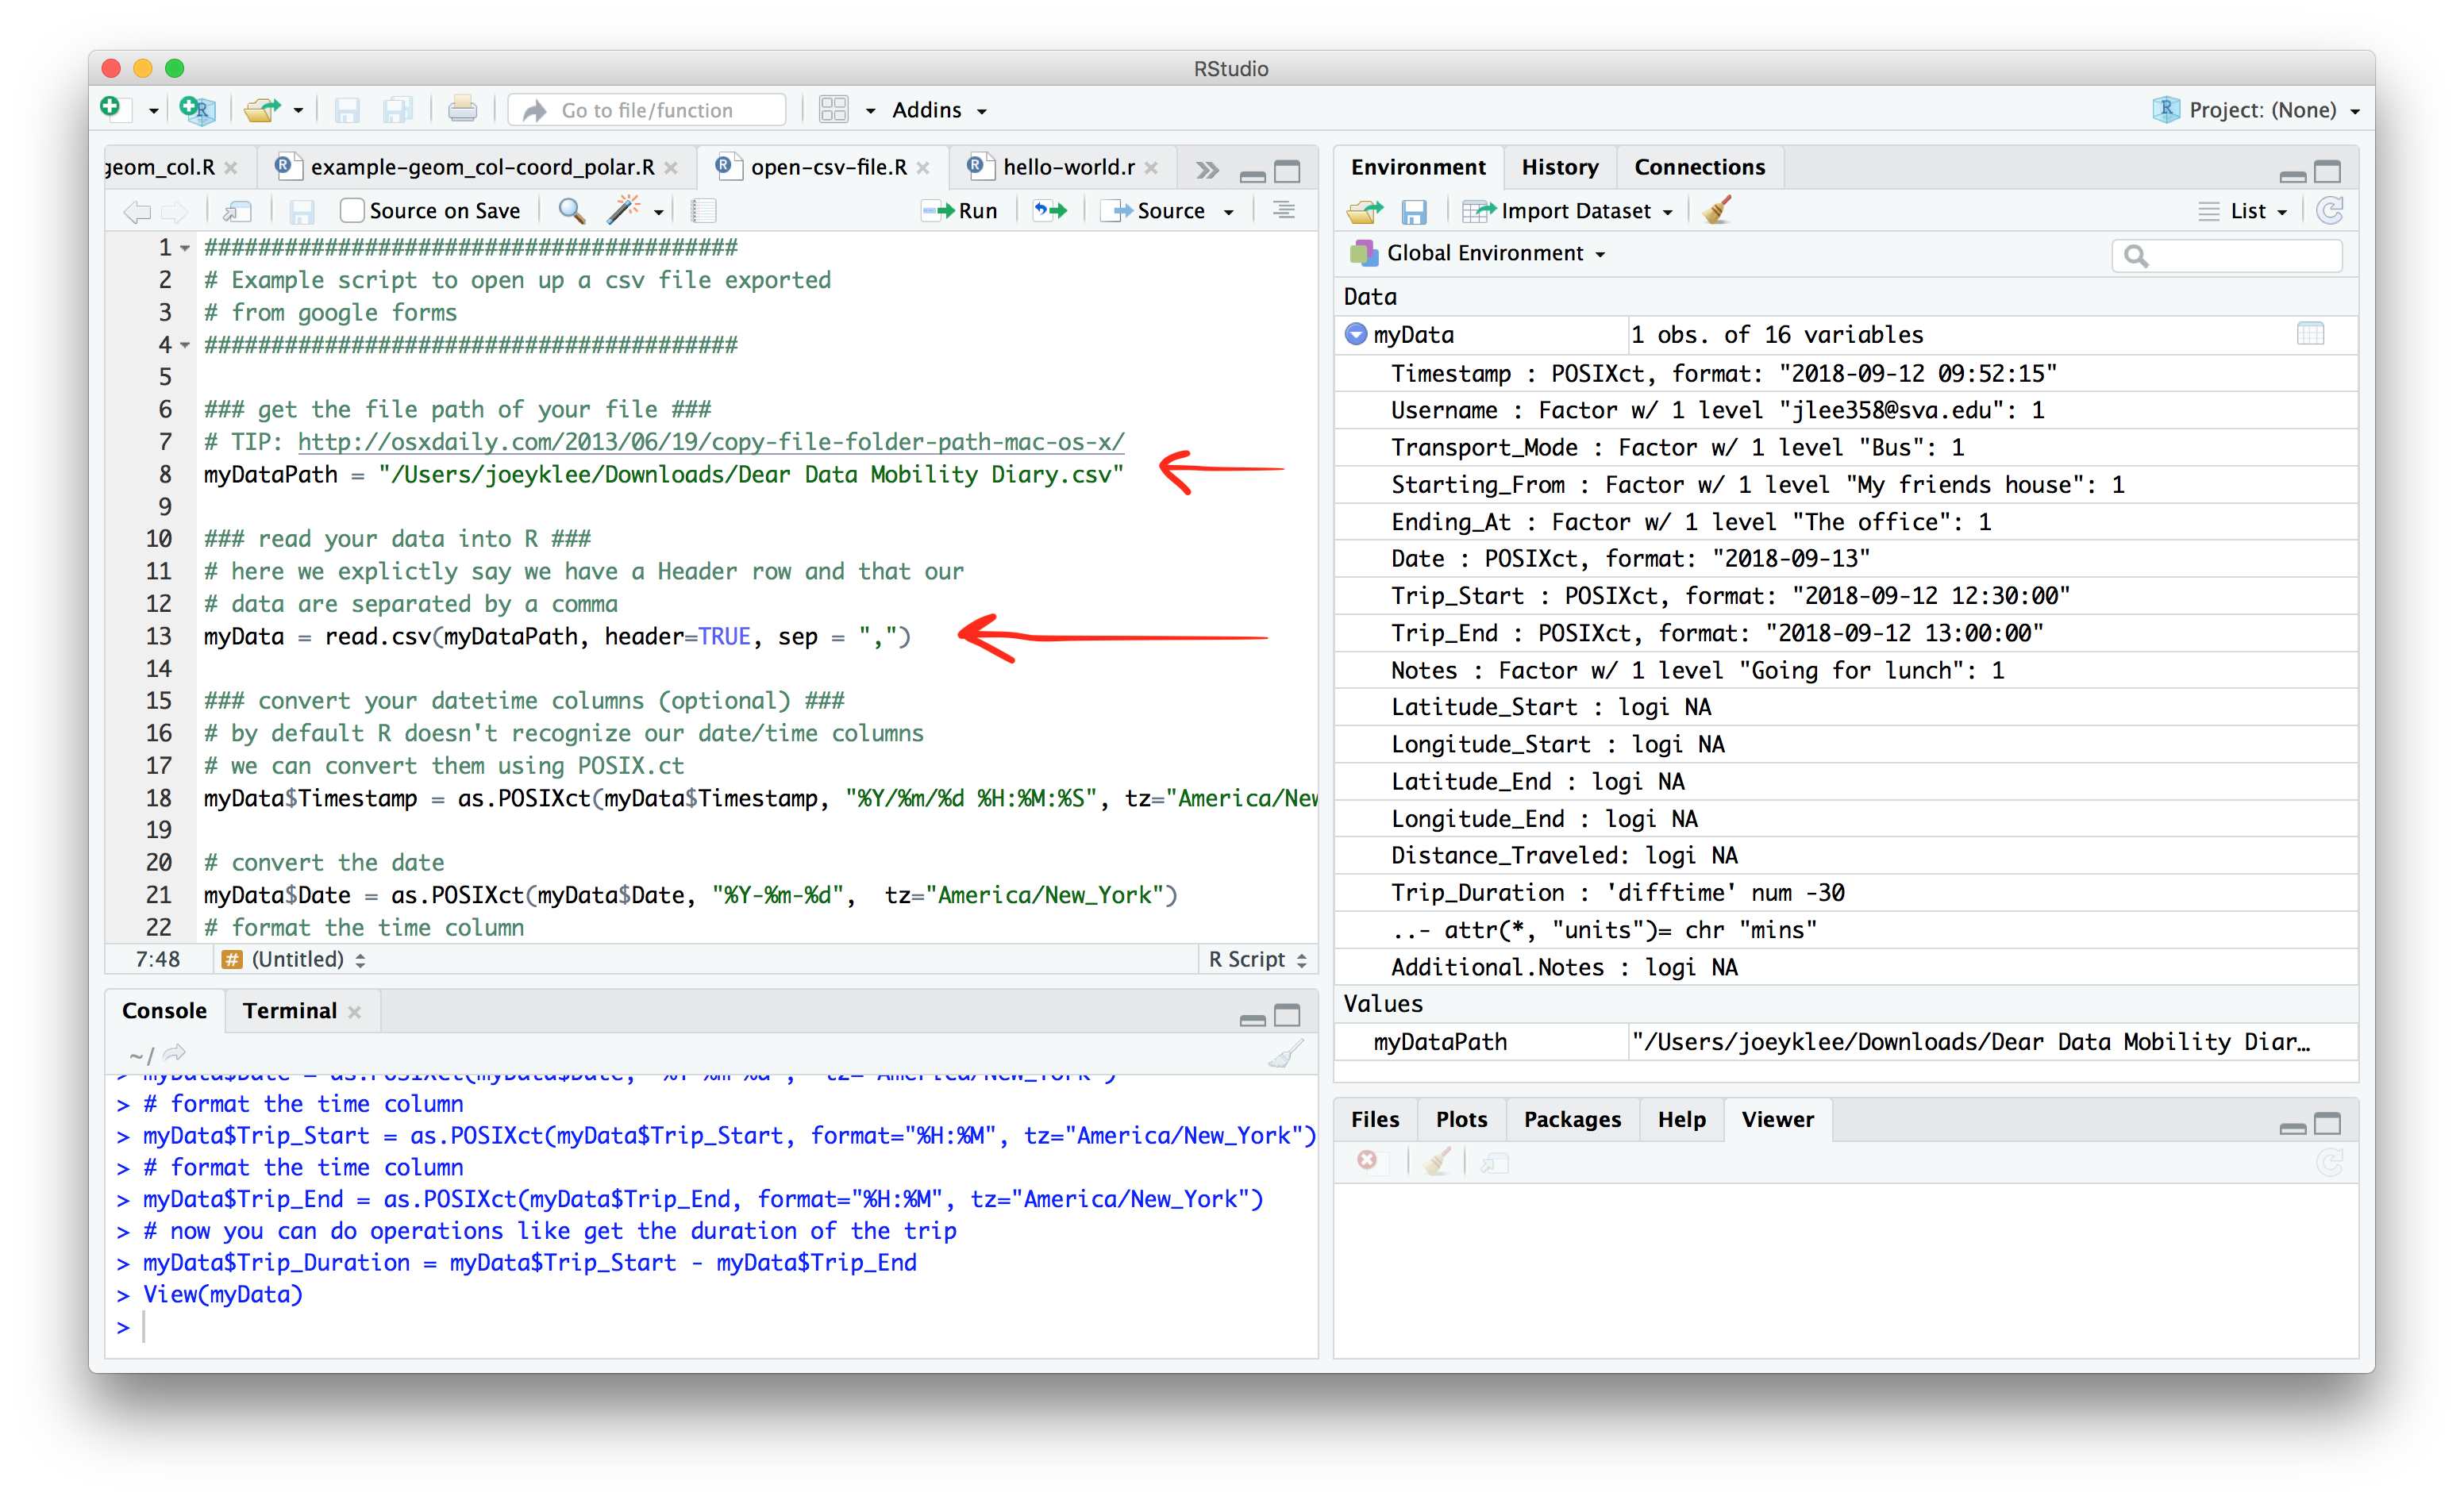 RStudio
Go to file/function
Addins
Project: (None)
geom_col.R
example-geom_col-coord_polar.R
open-csv-file.R
hello-world.r
Source on Save
Run
Source
1 ########################################
2 # Example script to open up a csv file exported
3 # from google forms
4 ########################################
5
6 ### get the file path of your file ###
7 # TIP: http://osxdaily.com/2013/06/19/copy-file-folder-path-mac-os-x/
8 myDataPath = "/Users/joeyklee/Downloads/Dear Data Mobility Diary.csv"
9
10 ### read your data into R ###
11 # here we explictly say we have a Header row and that our
12 # data are separated by a comma
13 myData = read.csv(myDataPath, header=TRUE, sep = ",")
14
15 ### convert your datetime columns (optional) ###
16 # by default R doesn't recognize our date/time columns
17 # we can convert them using POSIX.ct
18 myData$Timestamp = as.POSIXct(myData$Timestamp, "%Y/%m/%d %H:%M:%S", tz="America/New
19
20 # convert the date
21 myData$Date = as.POSIXct(myData$Date, "%Y-%m-%d",  tz="America/New_York")
22 # format the time column
7:48
(Untitled)
R Script
Console
Terminal
~/
> myData$Date = as.POSIXct(myData$Date, "%Y-%m-%d",  tz="America/New_York")
> # format the time column
> myData$Trip_Start = as.POSIXct(myData$Trip_Start, format="%H:%M", tz="America/New_York")
> # format the time column
> myData$Trip_End = as.POSIXct(myData$Trip_End, format="%H:%M", tz="America/New_York")
> # now you can do operations like get the duration of the trip
> myData$Trip_Duration = myData$Trip_Start - myData$Trip_End
> View(myData)
>
Environment
History
Connections
Import Dataset
List
Global Environment
Data
myData 1 obs. of 16 variables
Timestamp : POSIXct, format: "2018-09-12 09:52:15"
Username : Factor w/ 1 level "jlee358@sva.edu": 1
Transport_Mode : Factor w/ 1 level "Bus": 1
Starting_From : Factor w/ 1 level "My friends house": 1
Ending_At : Factor w/ 1 level "The office": 1
Date : POSIXct, format: "2018-09-13"
Trip_Start : POSIXct, format: "2018-09-12 12:30:00"
Trip_End : POSIXct, format: "2018-09-12 13:00:00"
Notes : Factor w/ 1 level "Going for lunch": 1
Latitude_Start : logi NA
Longitude_Start : logi NA
Latitude_End : logi NA
Longitude_End : logi NA
Distance_Traveled: logi NA
Trip_Duration : 'difftime' num -30
..- attr(*, "units")= chr "mins"
Additional.Notes : logi NA
Values
myDataPath "/Users/joeyklee/Downloads/Dear Data Mobility Diar…
Files
Plots
Packages
Help
Viewer